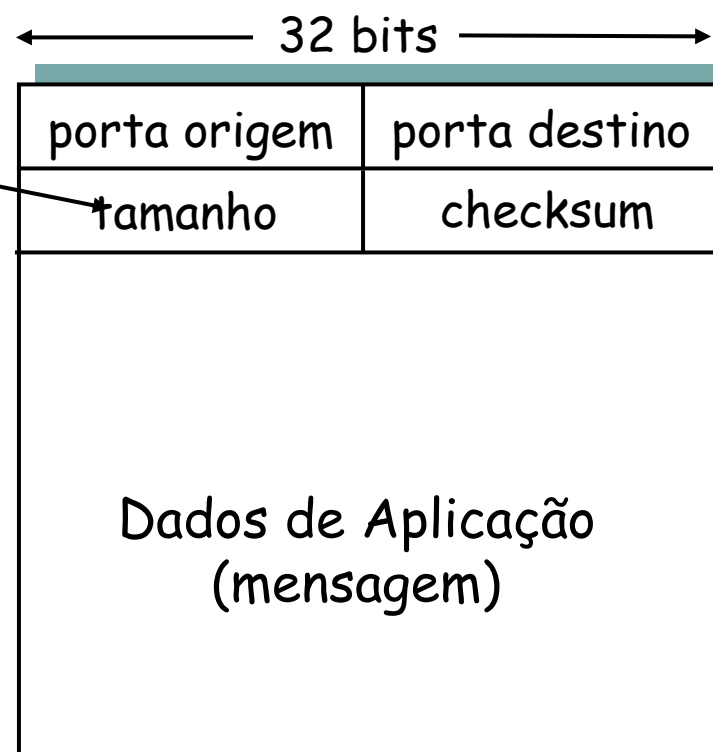 32 bits
porta origem porta destino
tamanho checksum
Dados de Aplicação
(mensagem)